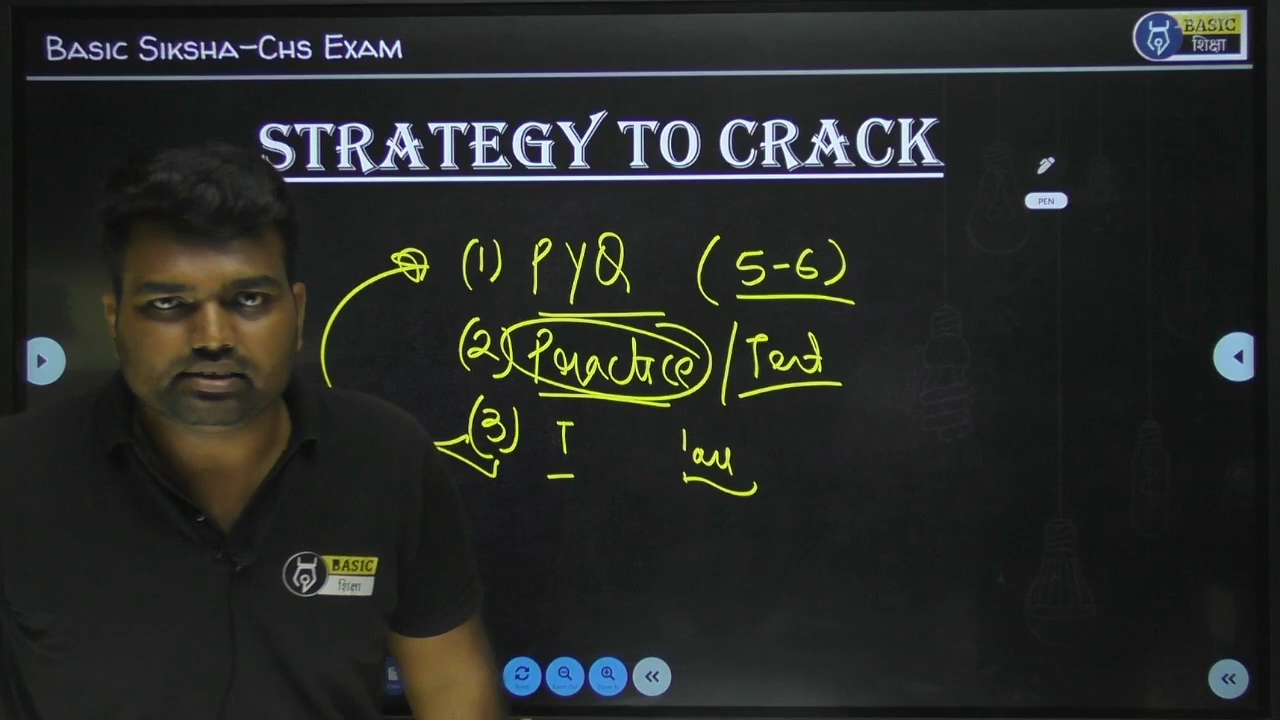 BASIC SIKSHA-CHS EXAM
BASIC
शिक्षा
STRATEGY TO CRACK
PEN
(1) PYQ (5-6)
(2) Practice / Test
(3) I
BASIC
शिक्षा